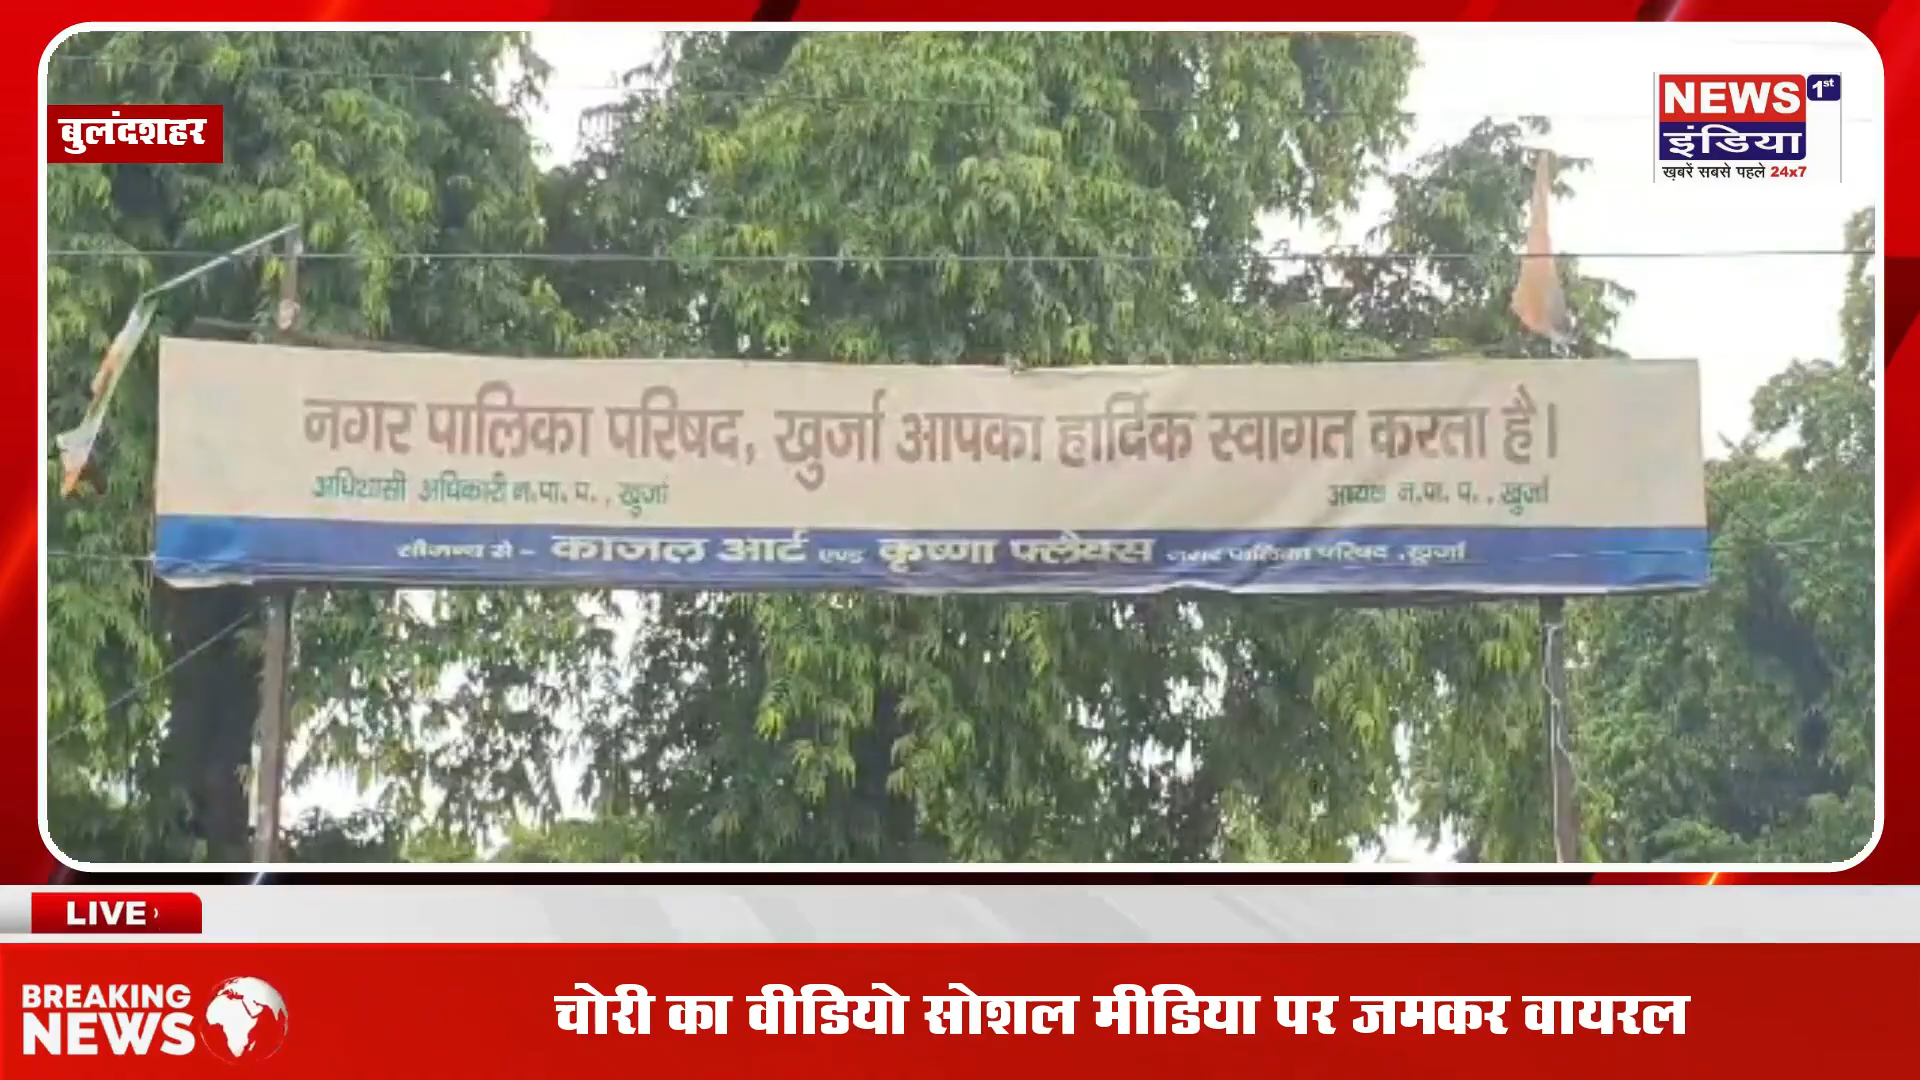 बुलंदशहर
NEWS 1st
इंडिया
ख़बरें सबसे पहले 24x7
नगर पालिका परिषद, खुर्जा आपका हार्दिक स्वागत करता है।
अधिशासी अधिकारी न.पा. प. , खुर्जा
अध्यक्ष न.पा. प. , खुर्जा
सौजन्य से - काजल आर्ट एण्ड कृष्णा फ्लैक्स नगर पालिका परिषद , खुर्जा
LIVE
BREAKING
NEWS
चोरी का वीडियो सोशल मीडिया पर जमकर वायरल